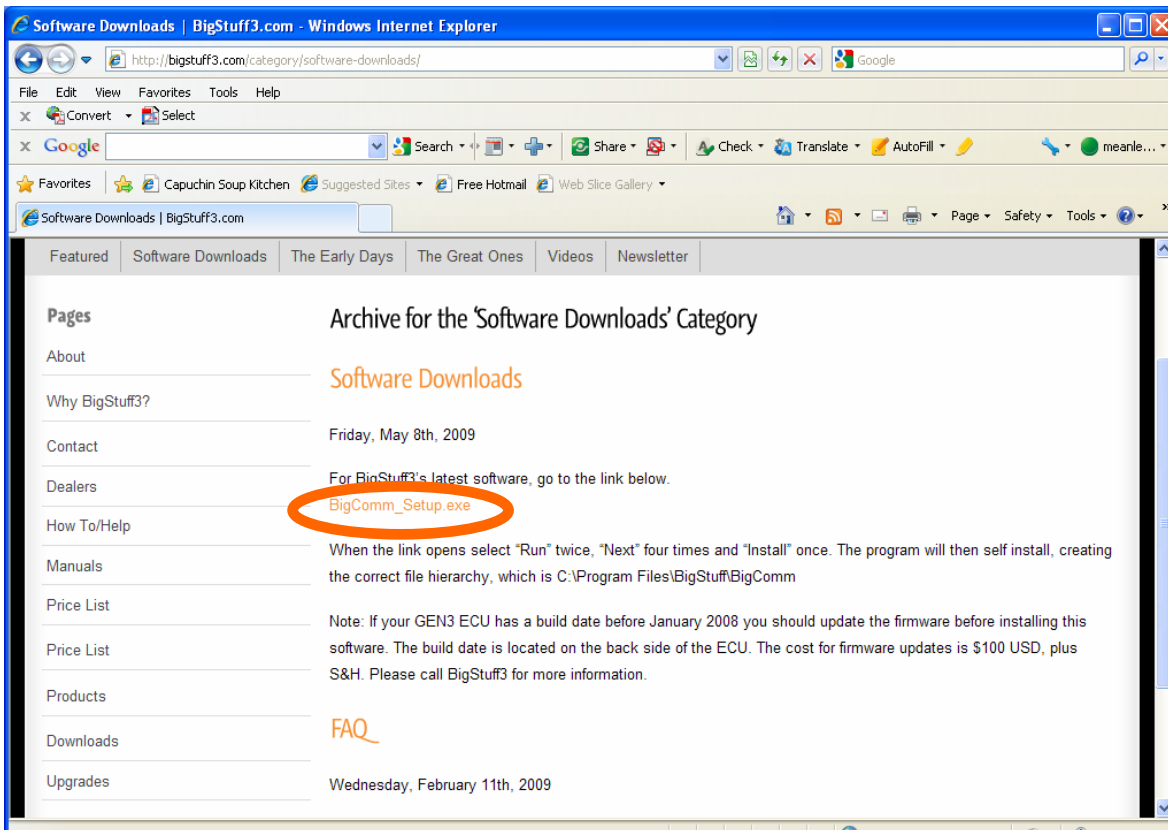 Software Downloads | BigStuff3.com - Windows Internet Explorer
http://bigstuff3.com/category/software-downloads/
Google
File Edit View Favorites Tools Help
x Convert Select
x Google Search Share Check Translate AutoFill meanle...
Favorites Capuchin Soup Kitchen Suggested Sites Free Hotmail Web Slice Gallery
Software Downloads | BigStuff3.com Page Safety Tools »
Featured Software Downloads The Early Days The Great Ones Videos Newsletter
Pages
About
Why BigStuff3?
Contact
Dealers
How To/Help
Manuals
Price List
Price List
Products
Downloads
Upgrades
Archive for the 'Software Downloads' Category
Software Downloads
Friday, May 8th, 2009
For BigStuff3's latest software, go to the link below.
BigComm_Setup.exe
When the link opens select “Run” twice, “Next” four times and “Install” once. The program will then self install, creating
the correct file hierarchy, which is C:\Program Files\BigStuff\BigComm
Note: If your GEN3 ECU has a build date before January 2008 you should update the firmware before installing this
software. The build date is located on the back side of the ECU. The cost for firmware updates is $100 USD, plus
S&H. Please call BigStuff3 for more information.
FAQ
Wednesday, February 11th, 2009